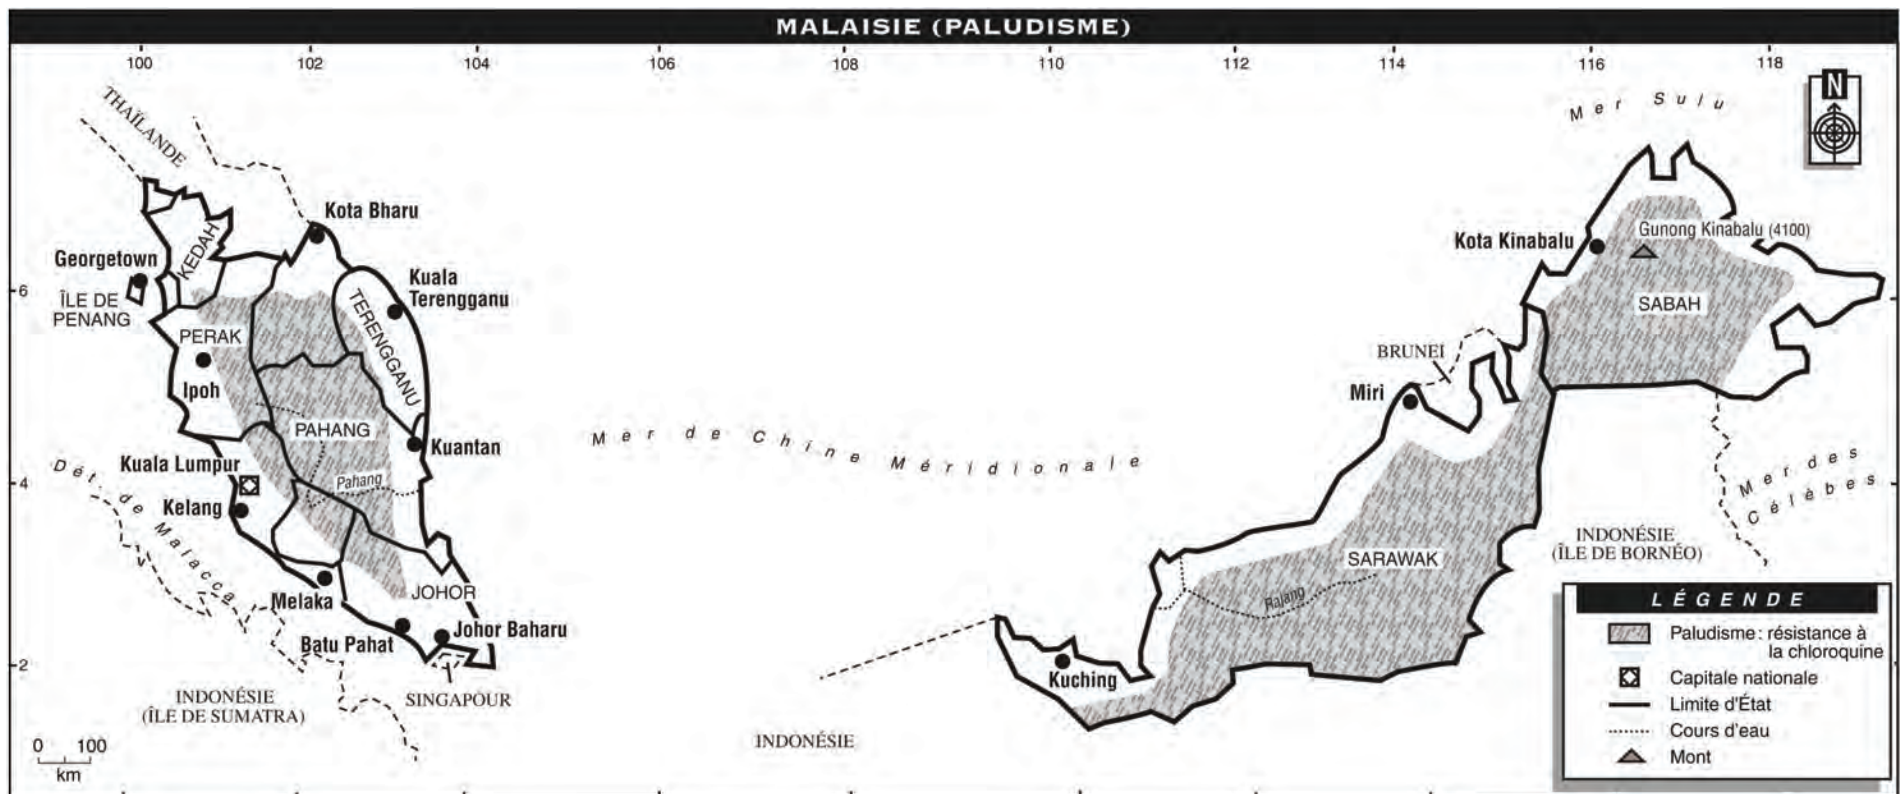 MALAISIE (PALUDISME)
100 102 104 106 108 110 112 114 116 118
N
Mer Sulu
THAÏLANDE
Kota Bharu
KEDAH
Georgetown
Kuala
Terengganu
ÎLE DE
PENANG
TERENGGANU
PERAK
Ipoh
PAHANG
Kuantan
Kuala Lumpur
Pahang
Kelang
Dét. de Malacca
Melaka
JOHOR
Batu Pahat
Johor Baharu
SINGAPOUR
INDONÉSIE
(ÎLE DE SUMATRA)
6
4
2
0 100
km
Mer de Chine Méridionale
INDONÉSIE
Kota Kinabalu
Gunong Kinabalu (4100)
SABAH
BRUNEI
Miri
SARAWAK
Rajang
Kuching
Mer des
Célèbes
INDONÉSIE
(ÎLE DE BORNÉO)
LÉGENDE
Paludisme : résistance à
la chloroquine
Capitale nationale
Limite d'État
Cours d'eau
Mont